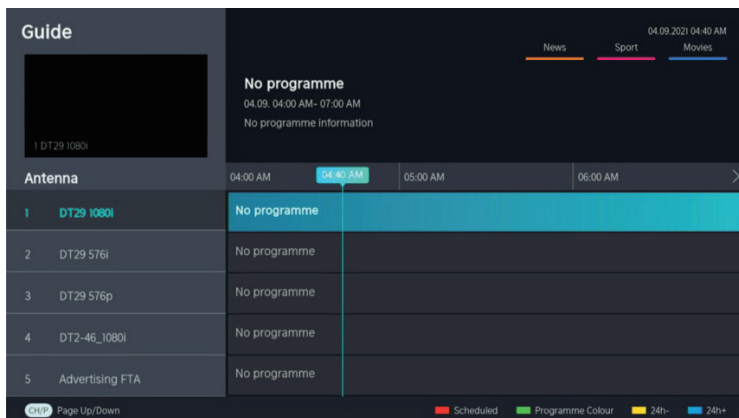 Guide
04.09.2021 04:40 AM
News Sport Movies
No programme
04.09. 04:00 AM- 07:00 AM
No programme information
1 DT29 1080i
Antenna
04:00 AM 04:40 AM 05:00 AM 06:00 AM
1 DT29 1080i No programme
2 DT29 576i No programme
3 DT29 576p No programme
4 DT2-46_1080i No programme
5 Advertising FTA No programme
CH/P Page Up/Down Scheduled Programme Colour 24h- 24h+